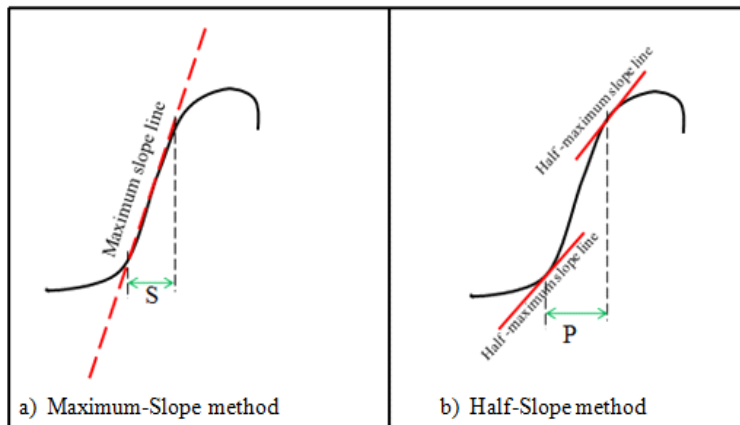 Maximum slope line
S
a) Maximum-Slope method
Half-maximum slope line
Half-maximum slope line
P
b) Half-Slope method